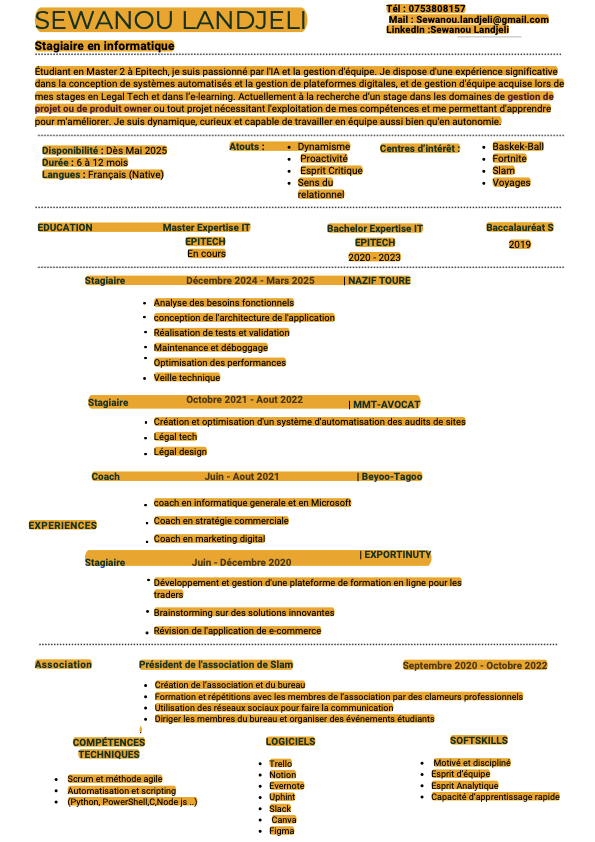 SEWANOU LANDJELI
Tél : 0753808157
Mail : Sewanou.landjeli@gmail.com
LinkedIn :Sewanou Landjeli
Stagiaire en informatique
Étudiant en Master 2 à Epitech, je suis passionné par l'IA et la gestion d'équipe. Je dispose d'une expérience significative
dans la conception de systèmes automatisés et la gestion de plateformes digitales, et de gestion d'équipe acquise lors de
mes stages en Legal Tech et dans l'e-learning. Actuellement à la recherche d'un stage dans les domaines de gestion de
projet ou de produit owner ou tout projet nécessitant l'exploitation de mes compétences et me permettant d'apprendre
pour m'améliorer. Je suis dynamique, curieux et capable de travailler en équipe aussi bien qu'en autonomie.
Disponibilité : Dès Mai 2025
Durée : 6 à 12 mois
Langues : Français (Native)
Atouts :
• Dynamisme
• Proactivité
• Esprit Critique
• Sens du
relationnel
Centres d'intérêt :
• Baskek-Ball
• Fortnite
• Slam
• Voyages
EDUCATION
Master Expertise IT
EPITECH
En cours
Bachelor Expertise IT
EPITECH
2020 - 2023
Baccalauréat S
2019
EXPERIENCES
Stagiaire Décembre 2024 - Mars 2025 | NAZIF TOURE
• Analyse des besoins fonctionnels
• conception de l'architecture de l'application
• Réalisation de tests et validation
• Maintenance et déboggage
• Optimisation des performances
• Veille technique
Stagiaire Octobre 2021 - Aout 2022 | MMT-AVOCAT
• Création et optimisation d'un système d'automatisation des audits de sites
• Légal tech
• Légal design
Coach Juin - Aout 2021 | Beyoo-Tagoo
• coach en informatique generale et en Microsoft
• Coach en stratégie commerciale
• Coach en marketing digital
Stagiaire Juin - Décembre 2020 | EXPORTINUTY
• Développement et gestion d'une plateforme de formation en ligne pour les
traders
• Brainstorming sur des solutions innovantes
• Révision de l'application de e-commerce
Association Président de l'association de Slam Septembre 2020 - Octobre 2022
• Création de l'association et du bureau
• Formation et répétitions avec les membres de l'association par des clameurs professionnels
• Utilisation des réseaux sociaux pour faire la communication
• Diriger les membres du bureau et organiser des événements étudiants
COMPÉTENCES
TECHNIQUES
• Scrum et méthode agile
• Automatisation et scripting
• (Python, PowerShell,C,Node js ..)
LOGICIELS
• Trello
• Notion
• Evernote
• Uphint
• Slack
• Canva
• Figma
SOFTSKILLS
• Motivé et discipliné
• Esprit d'équipe
• Esprit Analytique
• Capacité d'apprentissage rapide